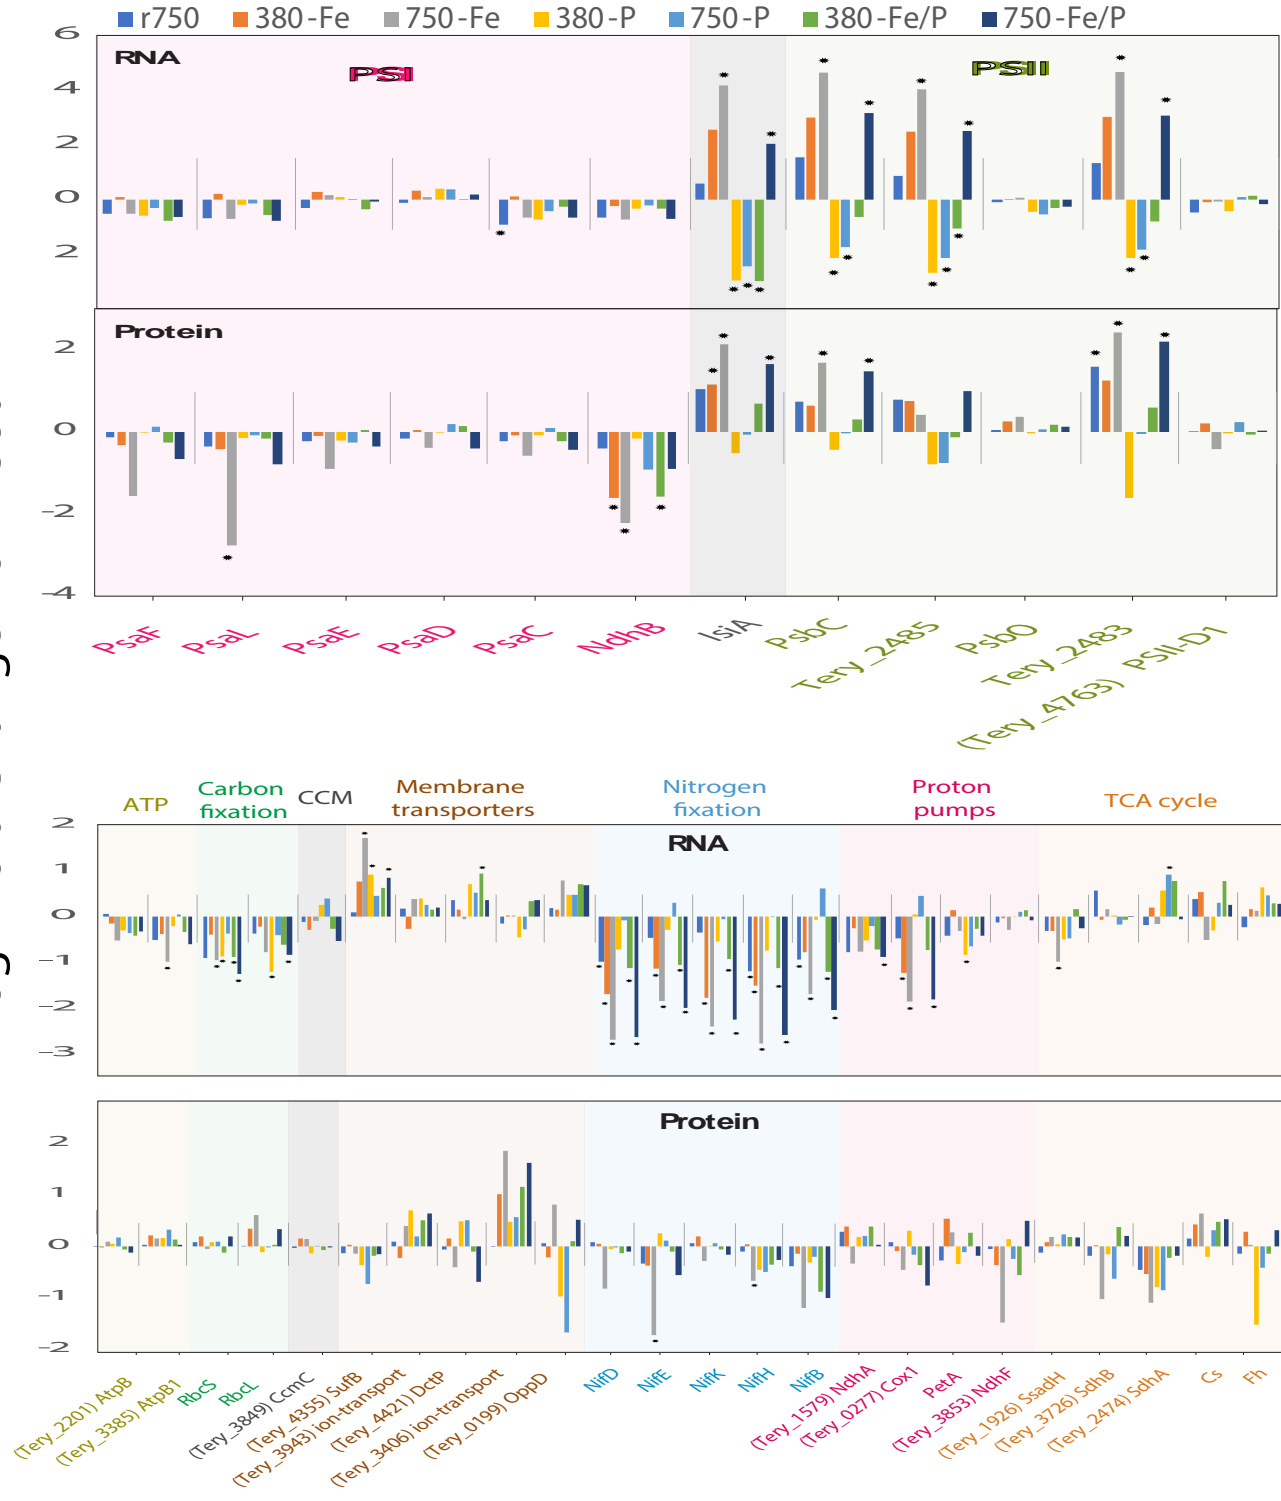 r750 380-Fe 750-Fe 380-P 750-P 380-Fe/P 750-Fe/P
6
RNA
PSI
PSII
4
2
0
2
Protein
2
0
-2
-4
PsaF PsaL PsaE PsaD PsaC NdhB IsiA PsbC Tery_2485 PsbO Tery_2483 (Tery_4763) PSII-D1
ATP
Carbon
fixation
CCM
Membrane
transporters
Nitrogen
fixation
Proton
pumps
TCA cycle
2
RNA
1
0
-1
-2
-3
Protein
2
1
0
-1
-2
(Tery_2201) AtpB
(Tery_3385) AtpB1
RbcS
RbcL
(Tery_3849) CcmC
(Tery_4355) SufB
(Tery_3943) ion-transport
(Tery_4421) DctP
(Tery_3406) ion-transport
(Tery_0199) OppD
NifD
NifE
NifK
NifH
NifB
(Tery_1579) NdhA
(Tery_0277) Cox1
PetA
(Tery_3853) NdhF
(Tery_1926) SsadH
(Tery_3726) SdhB
(Tery_2474) SdhA
Cs
Fh